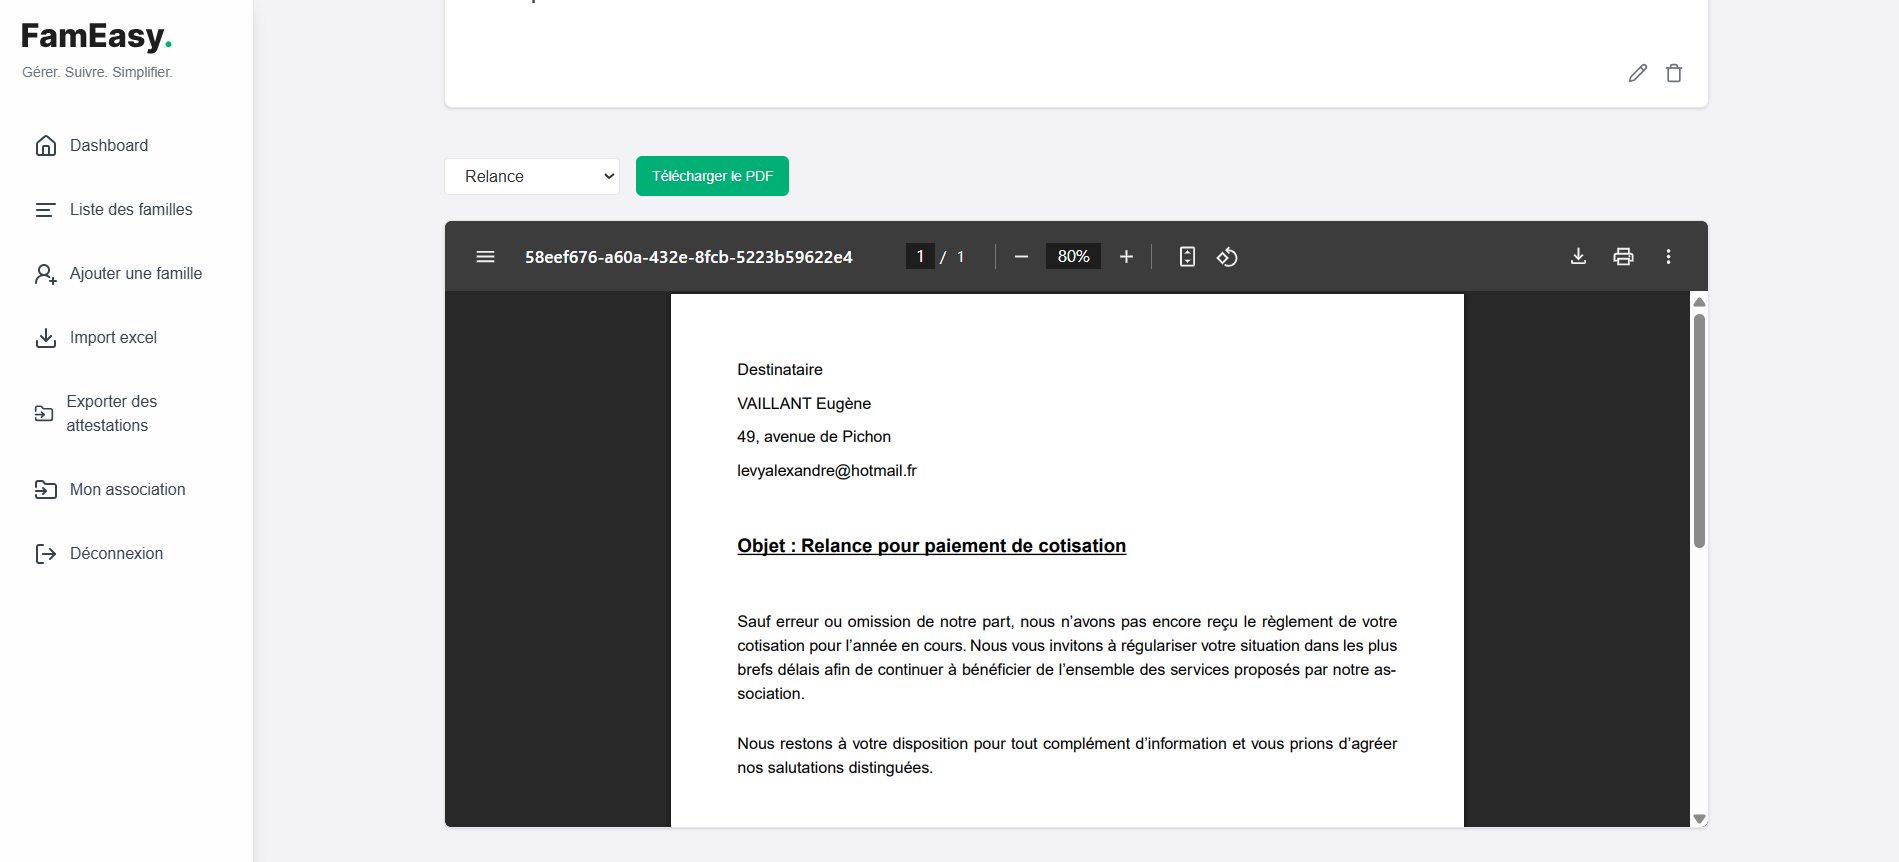 FamEasy.
Gérer. Suivre. Simplifier.
Dashboard
Liste des familles
Ajouter une famille
Import excel
Exporter des
attestations
Mon association
Déconnexion
Relance
Télécharger le PDF
58eef676-a60a-432e-8fcb-5223b59622e4
1 / 1
80%
Destinataire
VAILLANT Eugène
49, avenue de Pichon
levyalexandre@hotmail.fr
Objet : Relance pour paiement de cotisation
Sauf erreur ou omission de notre part, nous n’avons pas encore reçu le règlement de votre
cotisation pour l’année en cours. Nous vous invitons à régulariser votre situation dans les plus
brefs délais afin de continuer à bénéficier de l’ensemble des services proposés par notre as-
sociation.
Nous restons à votre disposition pour tout complément d’information et vous prions d’agréer
nos salutations distinguées.